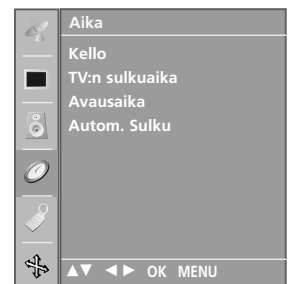 Aika
Kello
TV:n sulkuaika
Avausaika
Autom. Sulku
▲▼ ◄► OK MENU